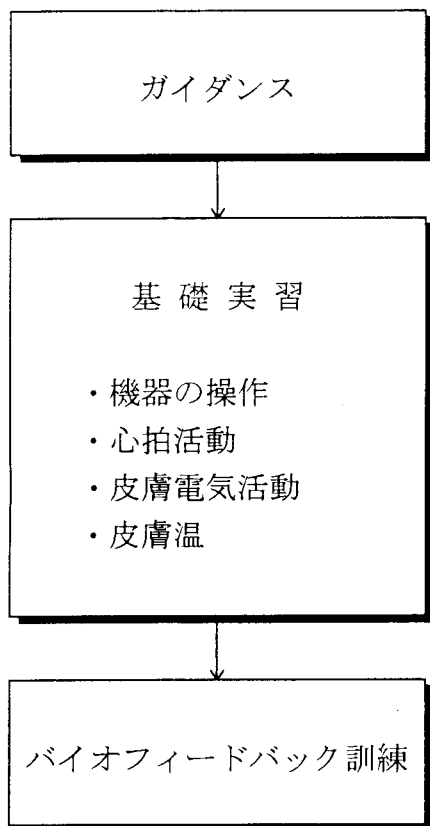 ガイダンス
基 礎 実 習
・機器の操作
・心拍活動
・皮膚電気活動
・皮膚温
バイオフィードバック訓練